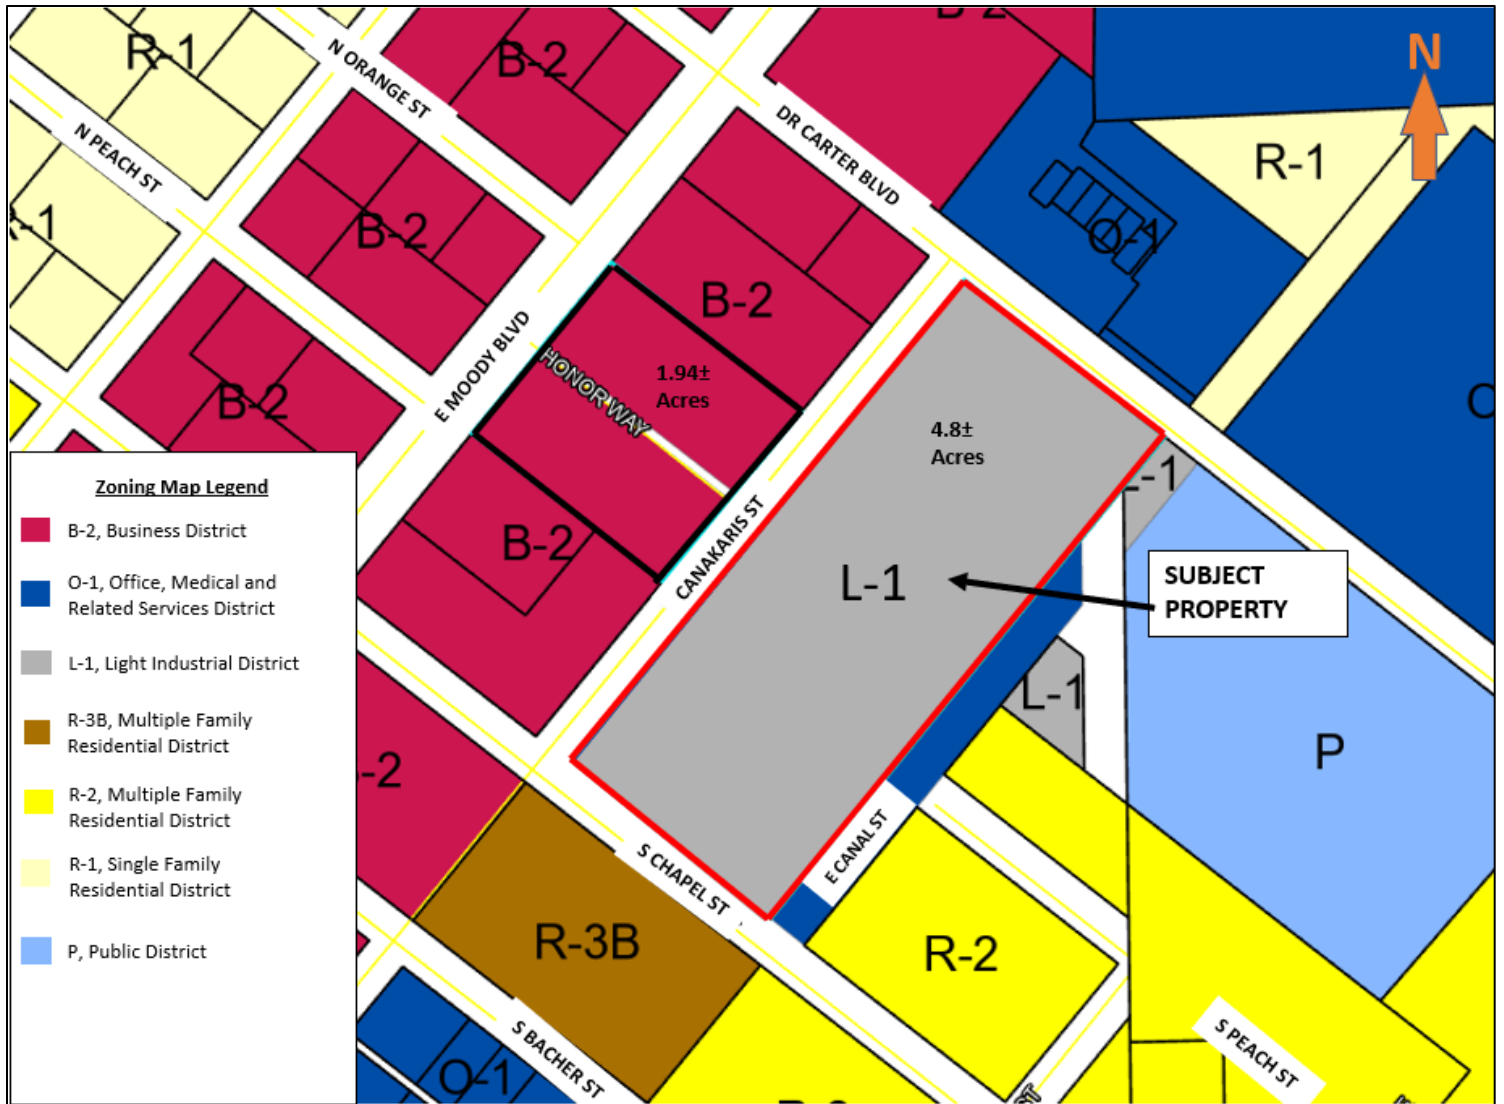 B-2
R-1
N ORANGE ST
B-2
N
DR CARTER BLVD
N PEACH ST
R-1
R-1
B-2
O-1
B-2
E MOODY BLVD
HONOR WAY
1.94±
Acres
B-2
4.8±
Acres
L-1
Zoning Map Legend
B-2, Business District
O-1, Office, Medical and
Related Services District
L-1, Light Industrial District
R-3B, Multiple Family
Residential District
R-2, Multiple Family
Residential District
R-1, Single Family
Residential District
P, Public District
B-2
CANAKARIS ST
L-1
SUBJECT
PROPERTY
L-1
P
-2
E CANAL ST
S CHAPEL ST
R-3B
R-2
S BACHER ST
O-1
S PEACH ST
ST